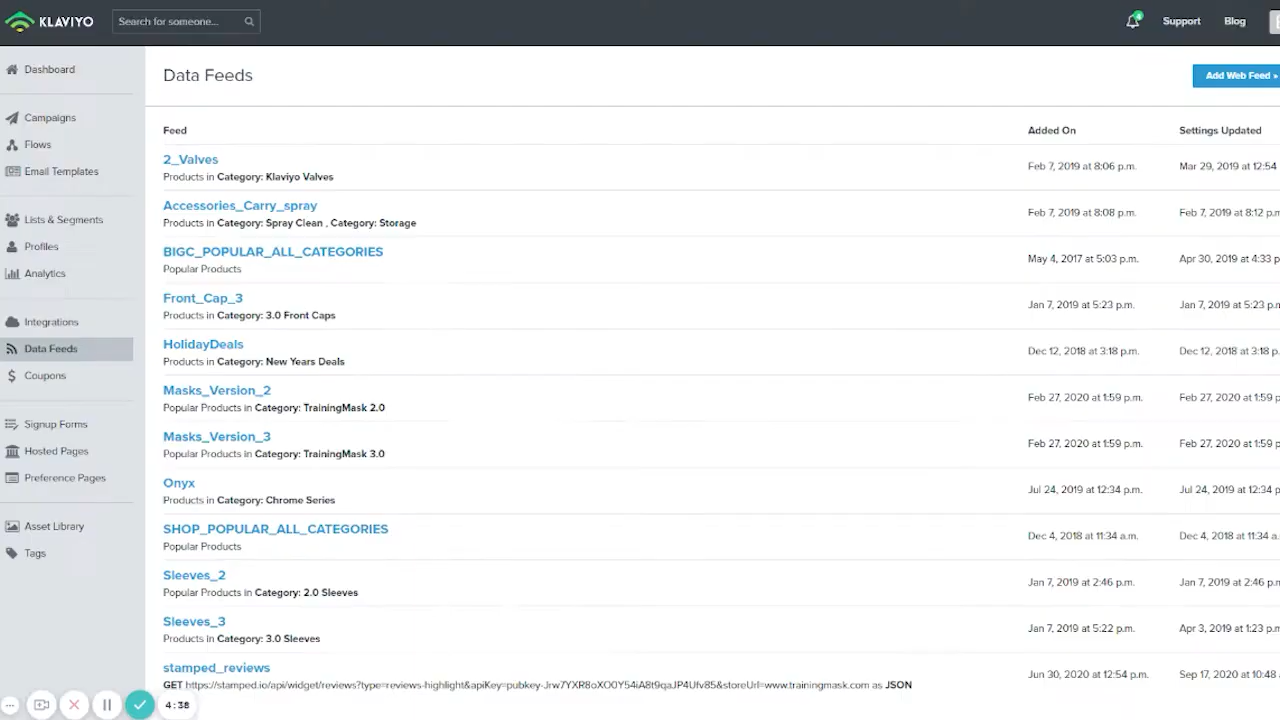 KLAVIYO
Search for someone...
4
Support
Blog
Dashboard
Campaigns
Flows
Email Templates
Lists & Segments
Profiles
Analytics
Integrations
Data Feeds
Coupons
Signup Forms
Hosted Pages
Preference Pages
Asset Library
Tags
Data Feeds
Add Web Feed »
Feed Added On Settings Updated
2_Valves
Products in Category: Klaviyo Valves
Feb 7, 2019 at 8:06 p.m. Mar 29, 2019 at 12:54
Accessories_Carry_spray
Products in Category: Spray Clean , Category: Storage
Feb 7, 2019 at 8:08 p.m. Feb 7, 2019 at 8:12 p.m
BIGC_POPULAR_ALL_CATEGORIES
Popular Products
May 4, 2017 at 5:03 p.m. Apr 30, 2019 at 4:33 p
Front_Cap_3
Products in Category: 3.0 Front Caps
Jan 7, 2019 at 5:23 p.m. Jan 7, 2019 at 5:23 p.m
HolidayDeals
Products in Category: New Years Deals
Dec 12, 2018 at 3:18 p.m. Dec 12, 2018 at 3:18 p.
Masks_Version_2
Popular Products in Category: TrainingMask 2.0
Feb 27, 2020 at 1:59 p.m. Feb 27, 2020 at 1:59 p
Masks_Version_3
Popular Products in Category: TrainingMask 3.0
Feb 27, 2020 at 1:59 p.m. Feb 27, 2020 at 1:59 p
Onyx
Products in Category: Chrome Series
Jul 24, 2019 at 12:34 p.m. Jul 24, 2019 at 12:34 p
SHOP_POPULAR_ALL_CATEGORIES
Popular Products
Dec 4, 2018 at 11:34 a.m. Dec 4, 2018 at 11:34 a.
Sleeves_2
Popular Products in Category: 2.0 Sleeves
Jan 7, 2019 at 2:46 p.m. Jan 7, 2019 at 2:46 p.
Sleeves_3
Products in Category: 3.0 Sleeves
Jan 7, 2019 at 5:22 p.m. Apr 3, 2019 at 1:23 p.m
stamped_reviews
GET https://stamped.io/api/widget/reviews?type=reviews-highlight&apiKey=pubkey-Jrw7YXR8oXO0Y54iA8t9qaJP4Ufv85&storeUrl=www.trainingmask.com as JSON
Jun 30, 2020 at 12:54 p.m. Sep 17, 2020 at 10:48
4:38